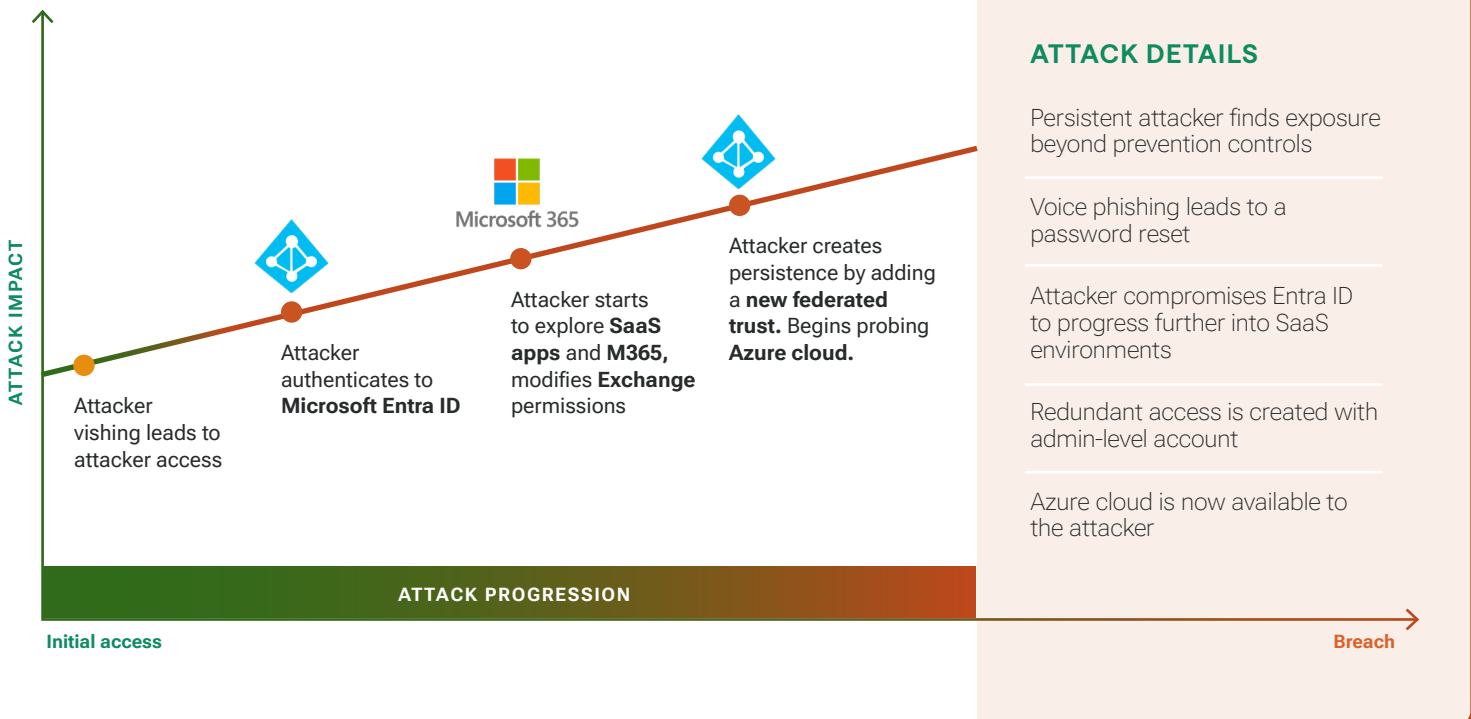 ATTACK IMPACT
Attacker
vishing leads to
attacker access
Attacker
authenticates to
Microsoft Entra ID
Microsoft 365
Attacker starts
to explore SaaS
apps and M365,
modifies Exchange
permissions
Attacker creates
persistence by adding
a new federated
trust. Begins probing
Azure cloud.
ATTACK PROGRESSION
Initial access
Breach
ATTACK DETAILS
Persistent attacker finds exposure
beyond prevention controls
Voice phishing leads to a
password reset
Attacker compromises Entra ID
to progress further into SaaS
environments
Redundant access is created with
admin-level account
Azure cloud is now available to
the attacker